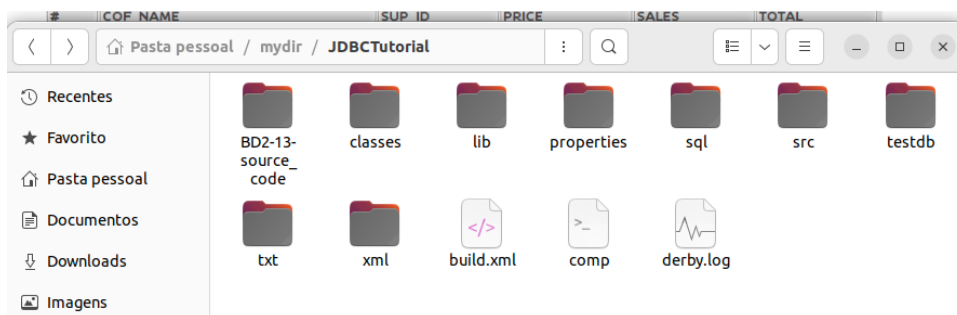 # COF_NAME SUP_ID PRICE SALES TOTAL
Pasta pessoal / mydir / JDBCTutorial
Recentes
Favorito
Pasta pessoal
Documentos
Downloads
Imagens
BD2-13-
source_
code
classes
lib
properties
sql
src
testdb
txt
xml
</>
build.xml
>_
comp
derby.log